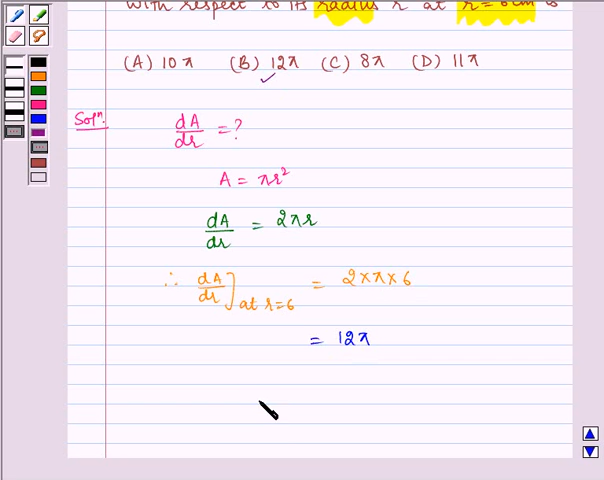 with respect to its radius r at r = 6 cm is
(A) 10π (B) 12π (C) 8π (D) 11π
Solⁿ. dA/dr = ?
A = πr²
dA/dr = 2πr
∴ dA/dr] at r=6 = 2×π×6
= 12π